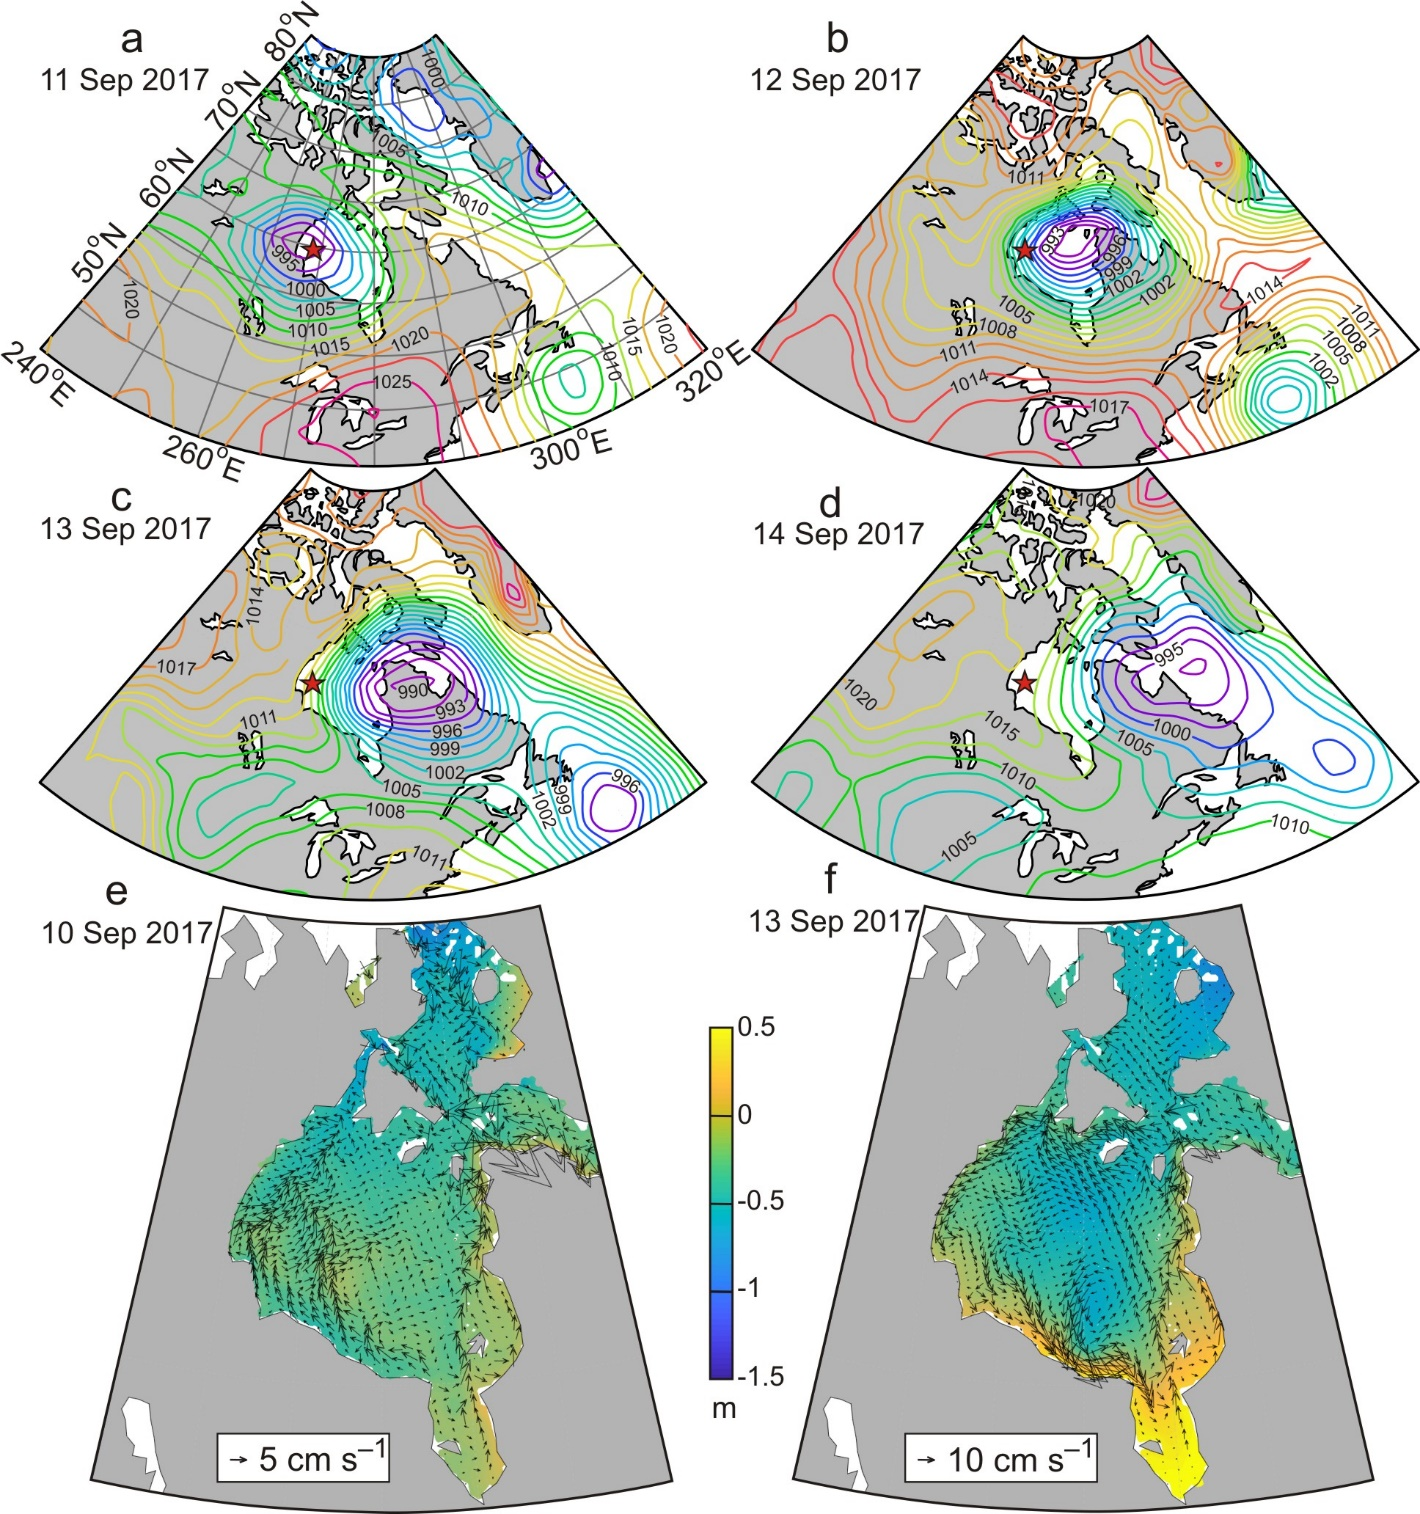 a
11 Sep 2017
80°N
70°N
60°N
50°N
240°E
260°E
300°E
320°E
1000
1005
1010
995
1000
1005
1010
1015
1020
1020
1025
1010
1015
1020
b
12 Sep 2017
1011
993
996
999
1002
1002
1005
1008
1011
1014
1017
1014
1011
1008
1005
1002
c
13 Sep 2017
1014
1017
1011
990
993
996
999
1002
1005
1008
1011
1002
999
996
d
14 Sep 2017
1020
1020
1015
1010
1005
995
1000
1005
1010
e
10 Sep 2017
5 cm s⁻¹
0.5
0
-0.5
-1
-1.5
m
f
13 Sep 2017
10 cm s⁻¹